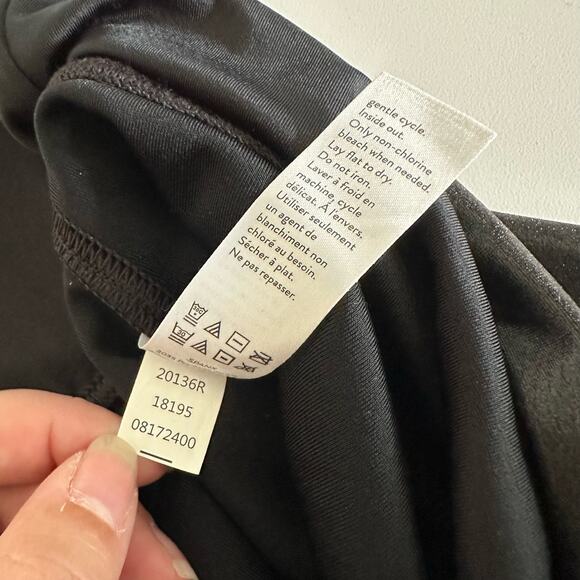 gentle cycle.
Inside out.
Only non-chlorine
bleach when needed.
Lay flat to dry.
Do not iron.
Laver à froid en
machine, cycle
délicat. À l'envers.
Utiliser seulement
un agent de
blanchiment non
chloré au besoin.
Sécher à plat.
Ne pas repasser.
30
SPANX
20136R
18195
08172400